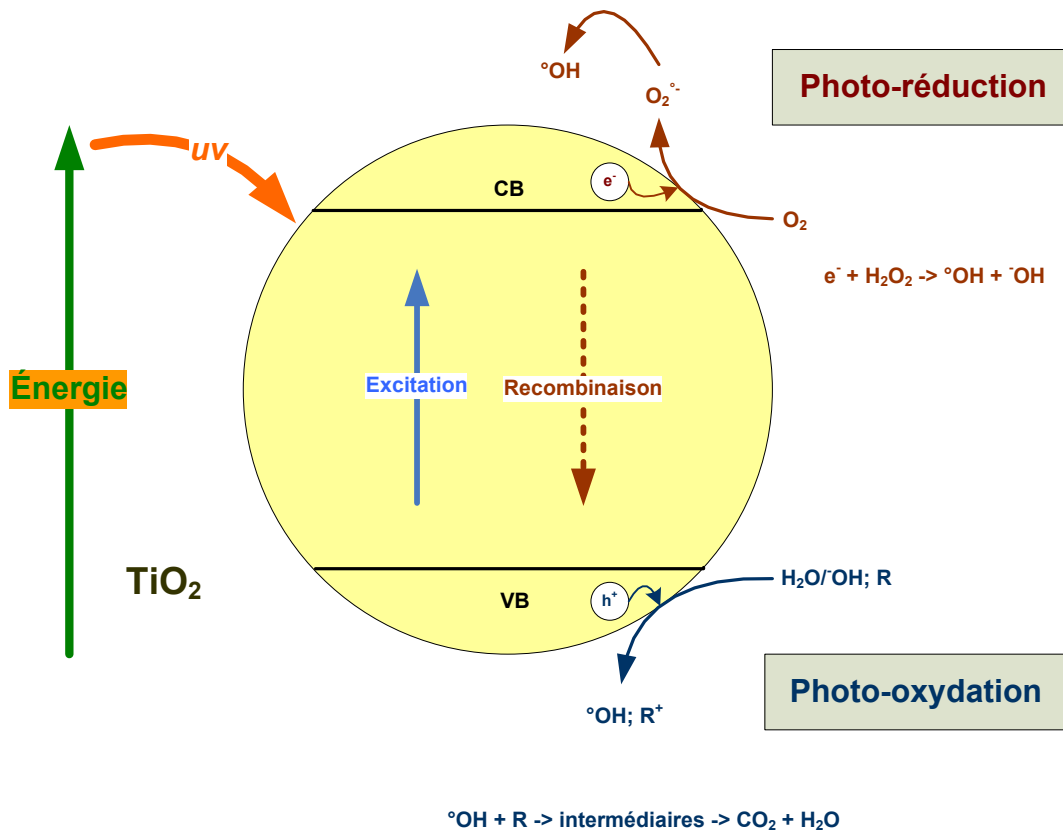 °OH
O₂°⁻
Photo-réduction
uv
CB
e⁻
O₂
e⁻ + H₂O₂ -> °OH + ⁻OH
Énergie
Excitation
Recombinaison
TiO₂
VB
h⁺
H₂O/⁻OH; R
Photo-oxydation
°OH; R⁺
°OH + R -> intermédiaires -> CO₂ + H₂O